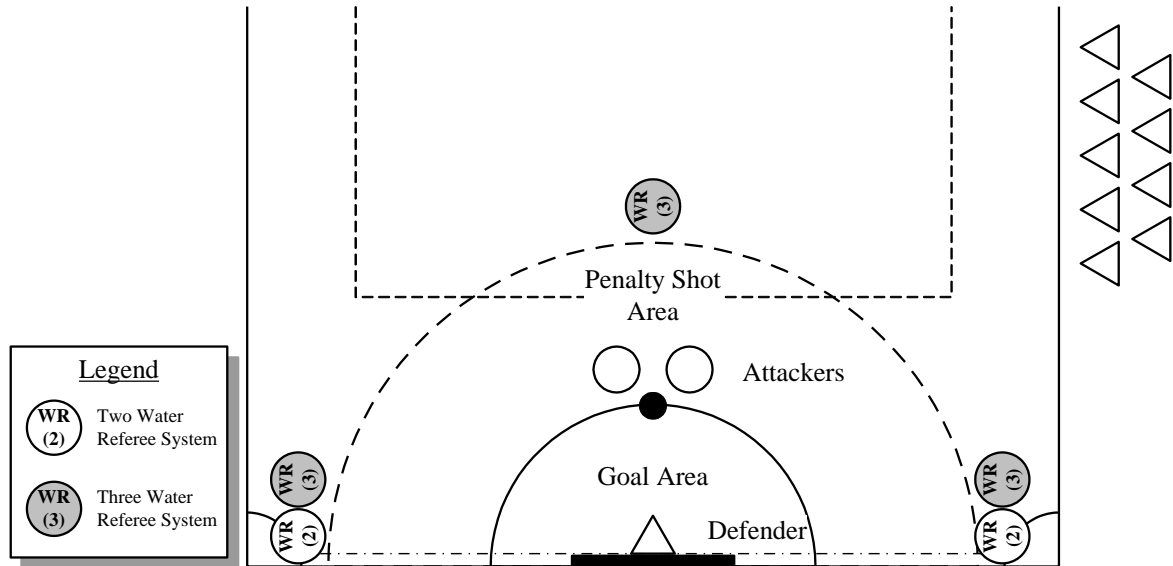 WR
(3)
Penalty Shot
Area
Attackers
Legend
WR
(2)
Two Water
Referee System
WR
(3)
Three Water
Referee System
WR
(3)
WR
(2)
Goal Area
Defender
WR
(3)
WR
(2)